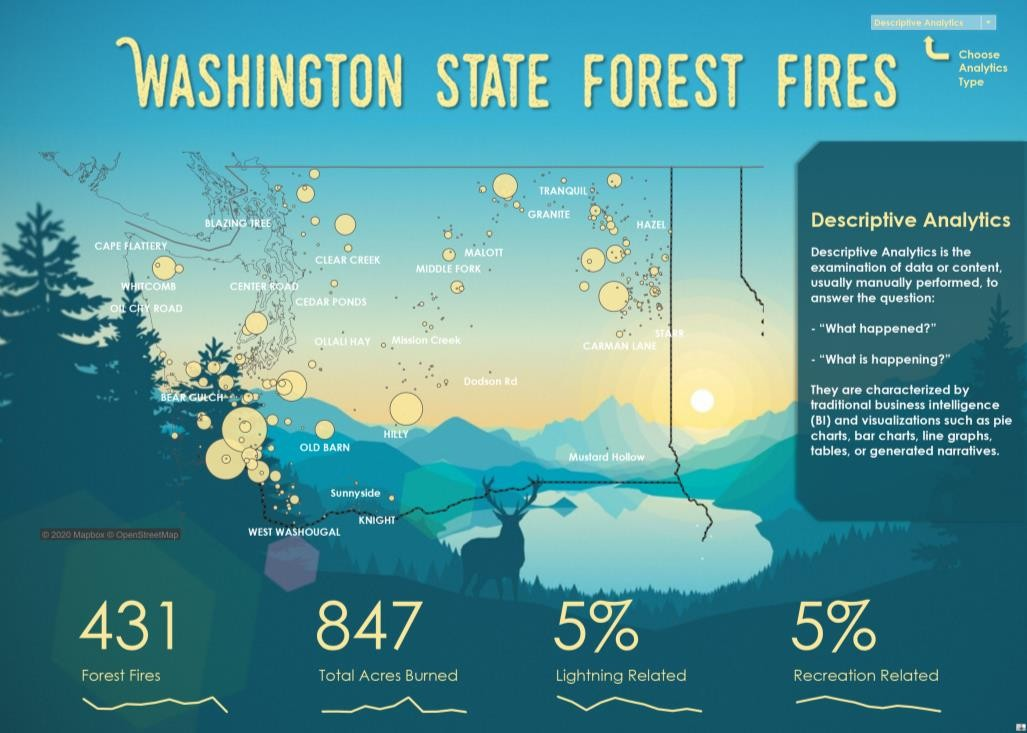 Descriptive Analytics
Choose
Analytics
Type
WASHINGTON STATE FOREST FIRES
TRANQUIL
GRANITE
BLAZING TREE
HAZEL
CAPE FLATTERY
CLEAR CREEK
MALOTT
MIDDLE FORK
WHITCOMB
CENTER ROAD
CEDAR PONDS
OIL CITY ROAD
STARR
OLLALI HAY
Mission Creek
CARMAN LANE
Dodson Rd
BEAR GULCH
HILLY
OLD BARN
Mustard Hollow
Sunnyside
KNIGHT
WEST WASHOUGAL
© 2020 Mapbox © OpenStreetMap
Descriptive Analytics
Descriptive Analytics is the
examination of data or content,
usually manually performed, to
answer the question:
- “What happened?”
- “What is happening?”
They are characterized by
traditional business intelligence
(BI) and visualizations such as pie
charts, bar charts, line graphs,
tables, or generated narratives.
431
Forest Fires
847
Total Acres Burned
5%
Lightning Related
5%
Recreation Related